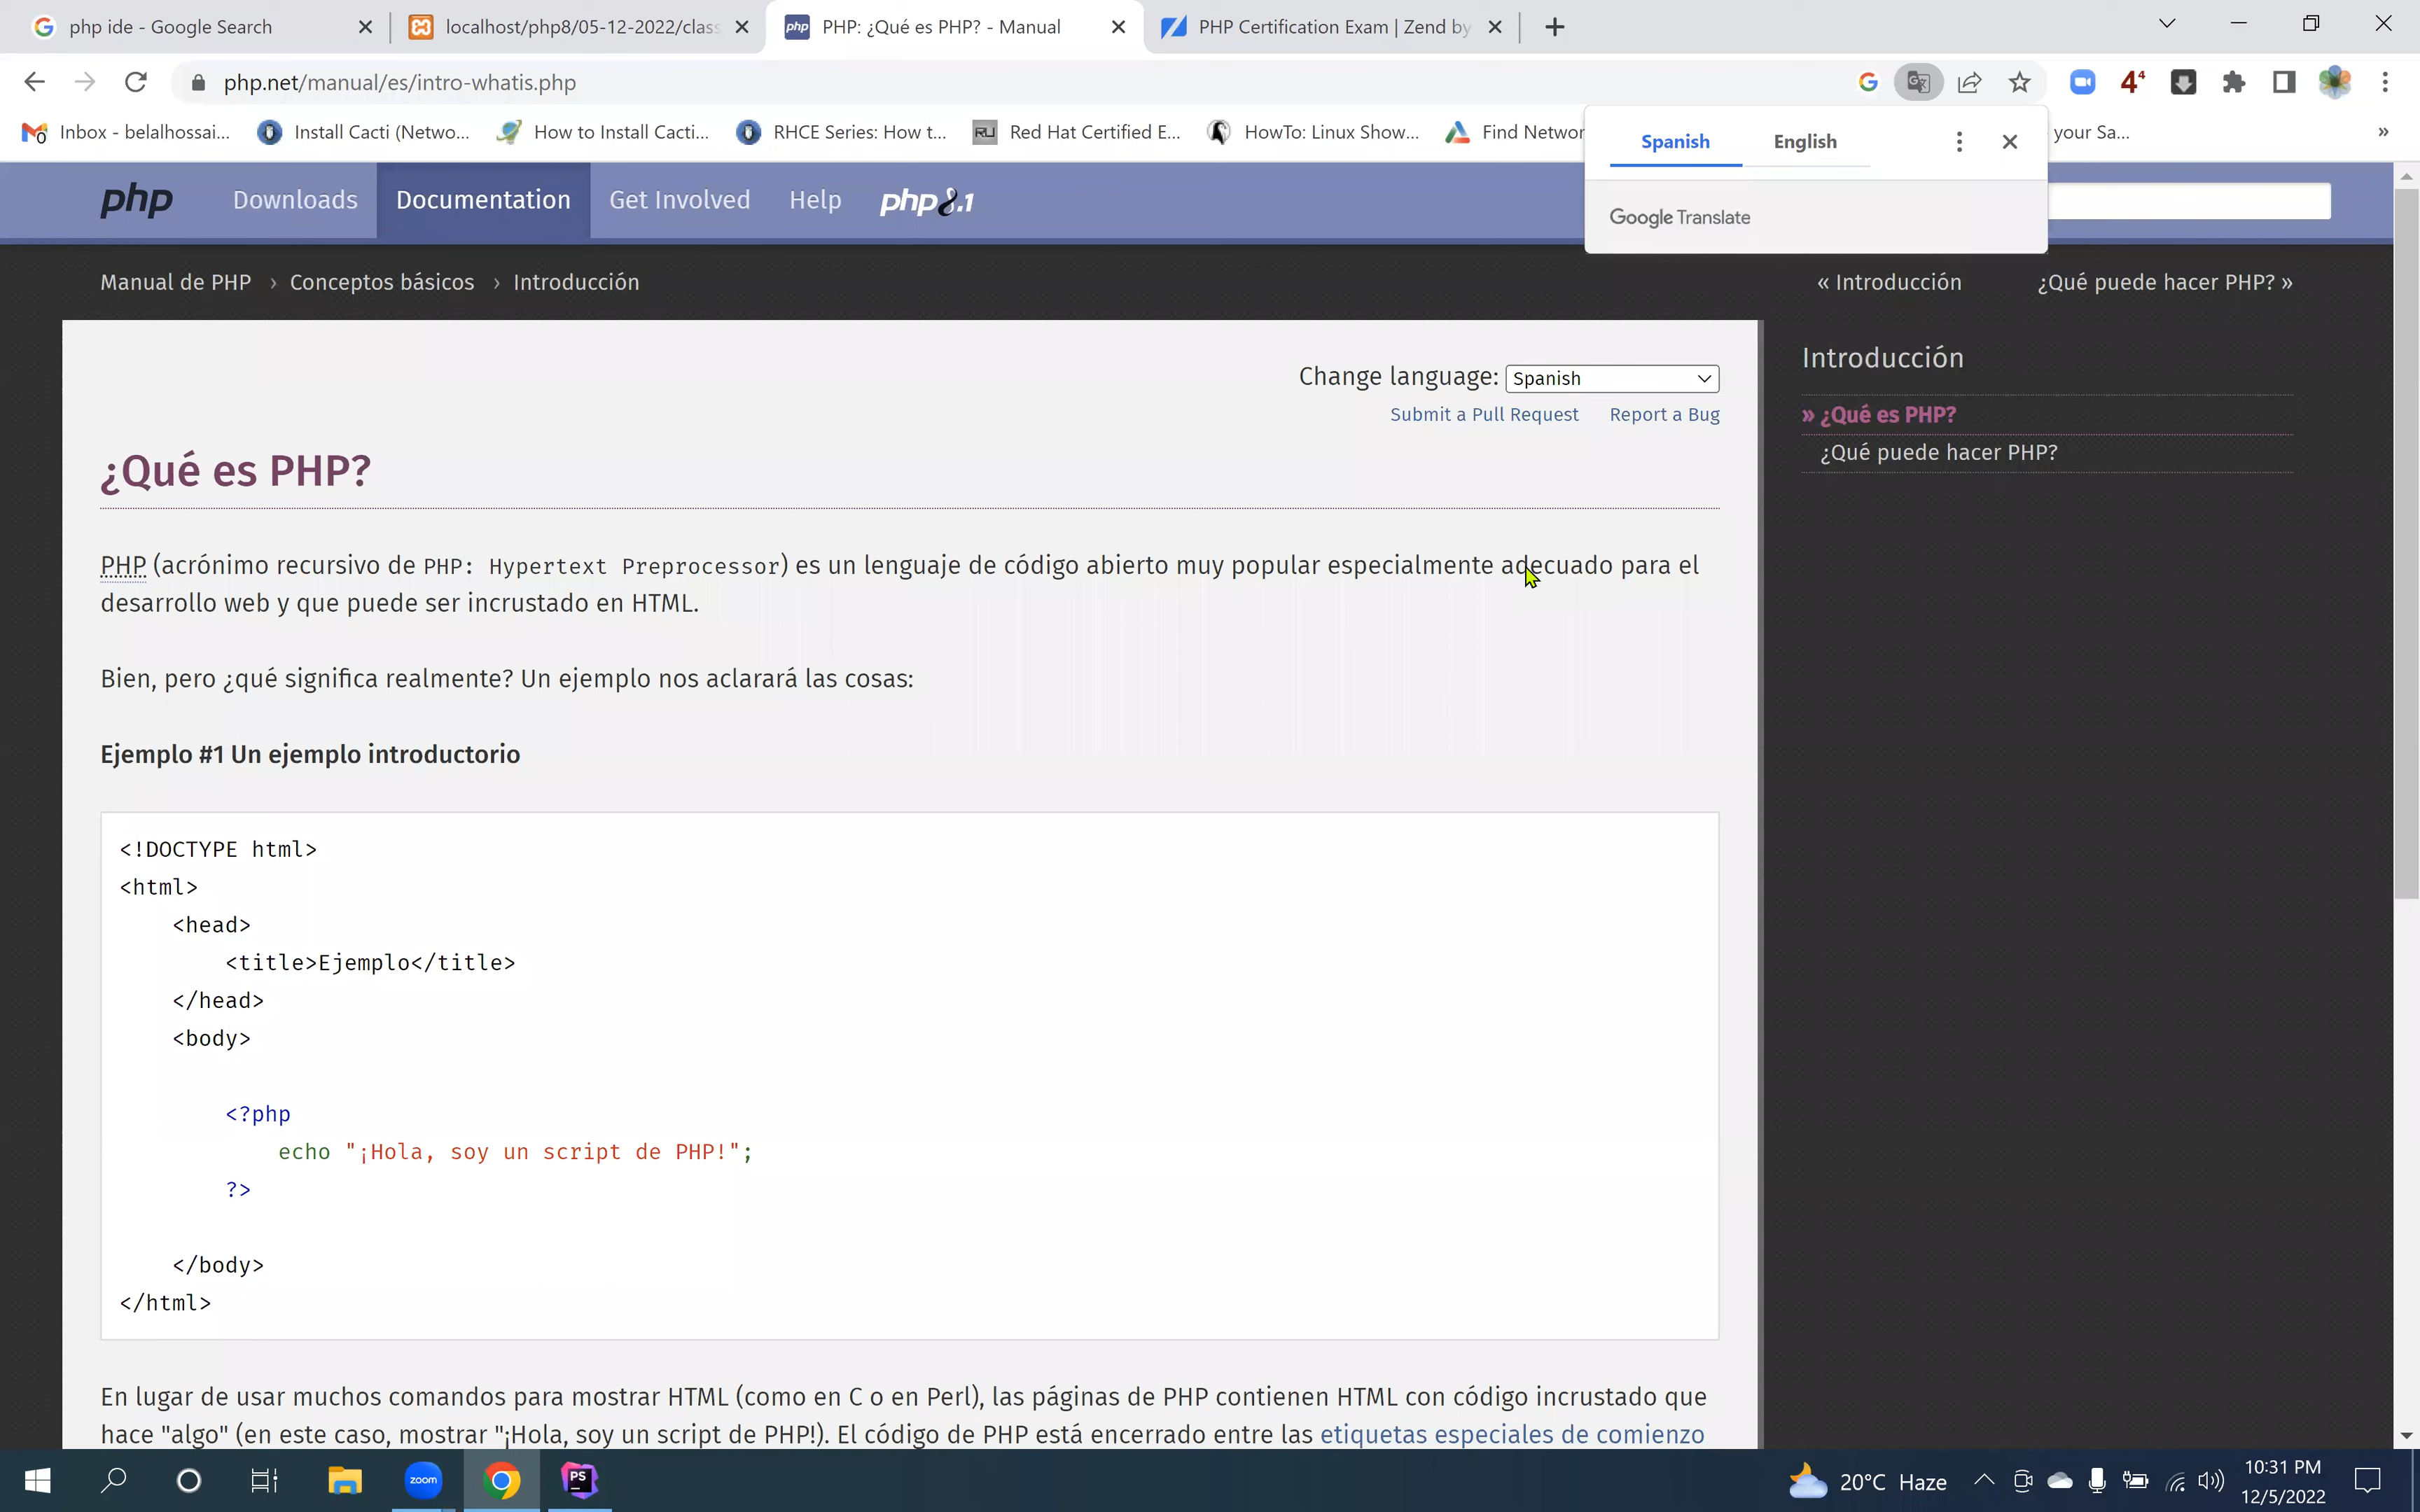 php ide - Google Search
localhost/php8/05-12-2022/class
PHP: ¿Qué es PHP? - Manual
PHP Certification Exam | Zend by
php.net/manual/es/intro-whatis.php
Inbox - belalhossai...
Install Cacti (Netwo...
How to Install Cacti...
RHCE Series: How t...
Red Hat Certified E...
HowTo: Linux Show...
Find Networ
your Sa...
»
Spanish English
Google Translate
php Downloads Documentation Get Involved Help php8.1
Manual de PHP › Conceptos básicos › Introducción
« Introducción ¿Qué puede hacer PHP? »
Change language: Spanish
Submit a Pull Request Report a Bug
¿Qué es PHP?
PHP (acrónimo recursivo de PHP: Hypertext Preprocessor) es un lenguaje de código abierto muy popular especialmente adecuado para el
desarrollo web y que puede ser incrustado en HTML.
Bien, pero ¿qué significa realmente? Un ejemplo nos aclarará las cosas:
Ejemplo #1 Un ejemplo introductorio
<!DOCTYPE html>
<html>
<head>
<title>Ejemplo</title>
</head>
<body>
<?php
echo "¡Hola, soy un script de PHP!";
?>
</body>
</html>
En lugar de usar muchos comandos para mostrar HTML (como en C o en Perl), las páginas de PHP contienen HTML con código incrustado que
hace "algo" (en este caso, mostrar "¡Hola, soy un script de PHP!). El código de PHP está encerrado entre las etiquetas especiales de comienzo
Introducción
» ¿Qué es PHP?
¿Qué puede hacer PHP?
zoom
PS
20°C Haze
10:31 PM
12/5/2022